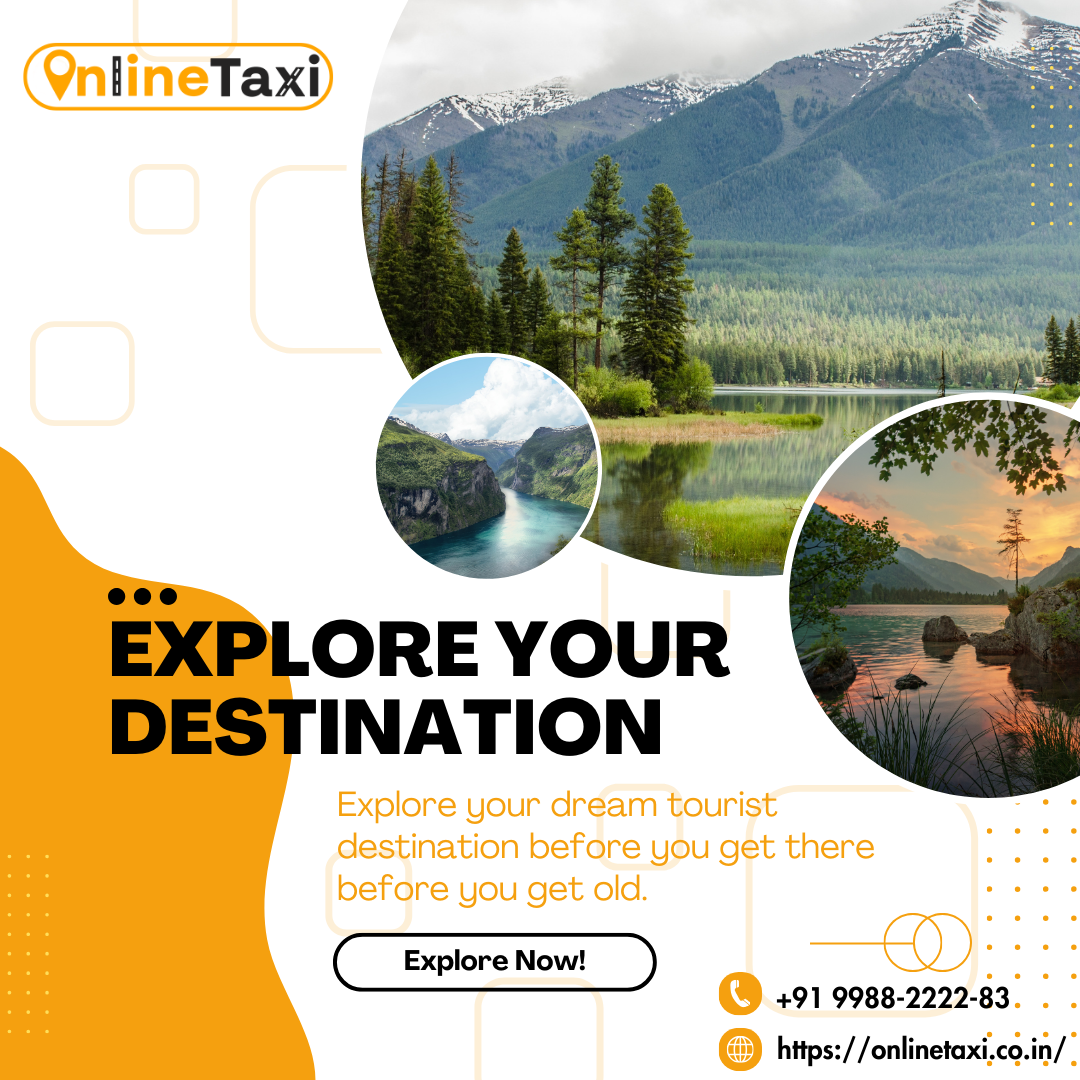 OnlineTaxi
EXPLORE YOUR
DESTINATION
Explore your dream tourist
destination before you get there
before you get old.
Explore Now!
+91 9988-2222-83
https://onlinetaxi.co.in/